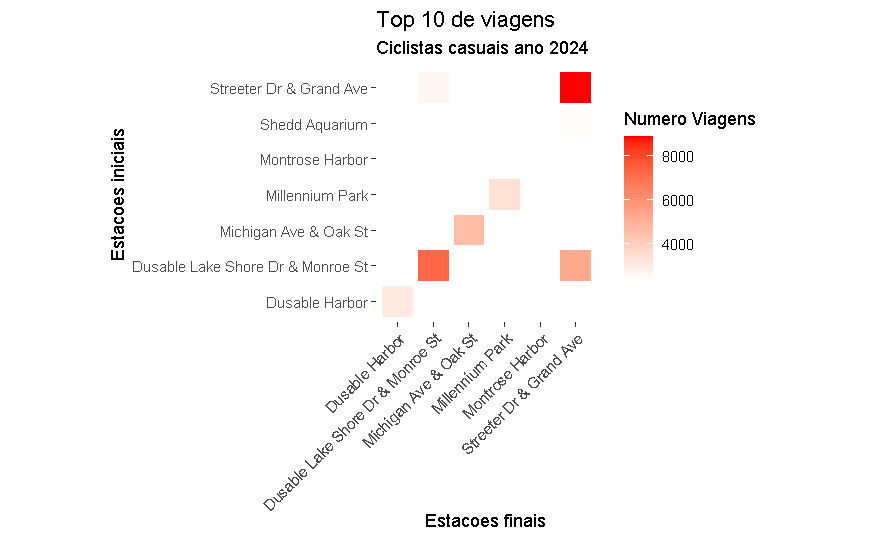 Top 10 de viagens
Ciclistas casuais ano 2024
Estacoes iniciais
Streeter Dr & Grand Ave
Shedd Aquarium
Montrose Harbor
Millennium Park
Michigan Ave & Oak St
Dusable Lake Shore Dr & Monroe St
Dusable Harbor
Dusable Harbor
Dusable Lake Shore Dr & Monroe St
Michigan Ave & Oak St
Millennium Park
Montrose Harbor
Streeter Dr & Grand Ave
Estacoes finais
Numero Viagens
8000
6000
4000